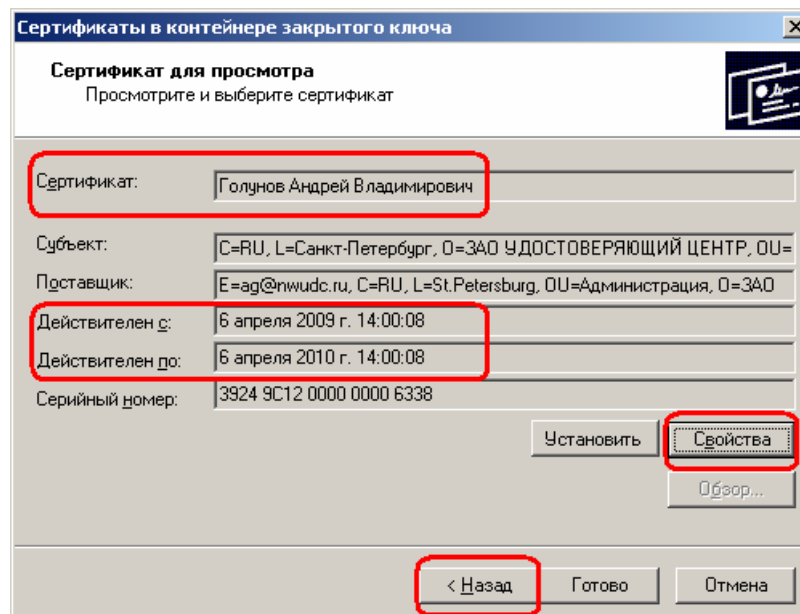 Сертификаты в контейнере закрытого ключа
Сертификат для просмотра
Просмотрите и выберите сертификат
Сертификат: Голунов Андрей Владимирович
Субъект: C=RU, L=Санкт-Петербург, O=ЗАО УДОСТОВЕРЯЮЩИЙ ЦЕНТР, OU=
Поставщик: E=ag@nwudc.ru, C=RU, L=St.Petersburg, OU=Администрация, O=ЗАО
Действителен с: 6 апреля 2009 г. 14:00:08
Действителен по: 6 апреля 2010 г. 14:00:08
Серийный номер: 3924 9C12 0000 0000 6338
Установить Свойства
Обзор...
< Назад Готово Отмена